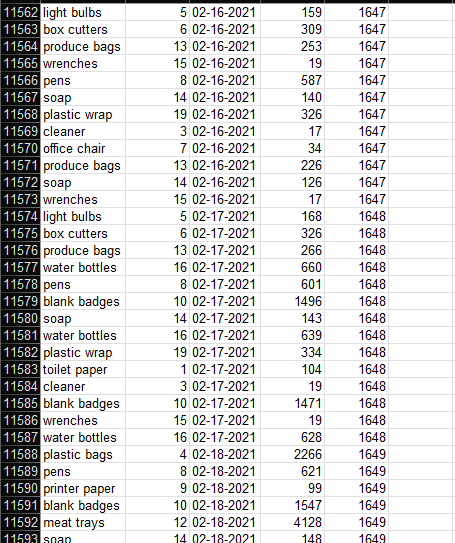 11562 light bulbs 5 02-16-2021 159 1647
11563 box cutters 6 02-16-2021 309 1647
11564 produce bags 13 02-16-2021 253 1647
11565 wrenches 15 02-16-2021 19 1647
11566 pens 8 02-16-2021 587 1647
11567 soap 14 02-16-2021 140 1647
11568 plastic wrap 19 02-16-2021 326 1647
11569 cleaner 3 02-16-2021 17 1647
11570 office chair 7 02-16-2021 34 1647
11571 produce bags 13 02-16-2021 226 1647
11572 soap 14 02-16-2021 126 1647
11573 wrenches 15 02-16-2021 17 1647
11574 light bulbs 5 02-17-2021 168 1648
11575 box cutters 6 02-17-2021 326 1648
11576 produce bags 13 02-17-2021 266 1648
11577 water bottles 16 02-17-2021 660 1648
11578 pens 8 02-17-2021 601 1648
11579 blank badges 10 02-17-2021 1496 1648
11580 soap 14 02-17-2021 143 1648
11581 water bottles 16 02-17-2021 639 1648
11582 plastic wrap 19 02-17-2021 334 1648
11583 toilet paper 1 02-17-2021 104 1648
11584 cleaner 3 02-17-2021 19 1648
11585 blank badges 10 02-17-2021 1471 1648
11586 wrenches 15 02-17-2021 19 1648
11587 water bottles 16 02-17-2021 628 1648
11588 plastic bags 4 02-18-2021 2266 1649
11589 pens 8 02-18-2021 621 1649
11590 printer paper 9 02-18-2021 99 1649
11591 blank badges 10 02-18-2021 1547 1649
11592 meat trays 12 02-18-2021 4128 1649
11593 soap 14 02-18-2021 148 1649